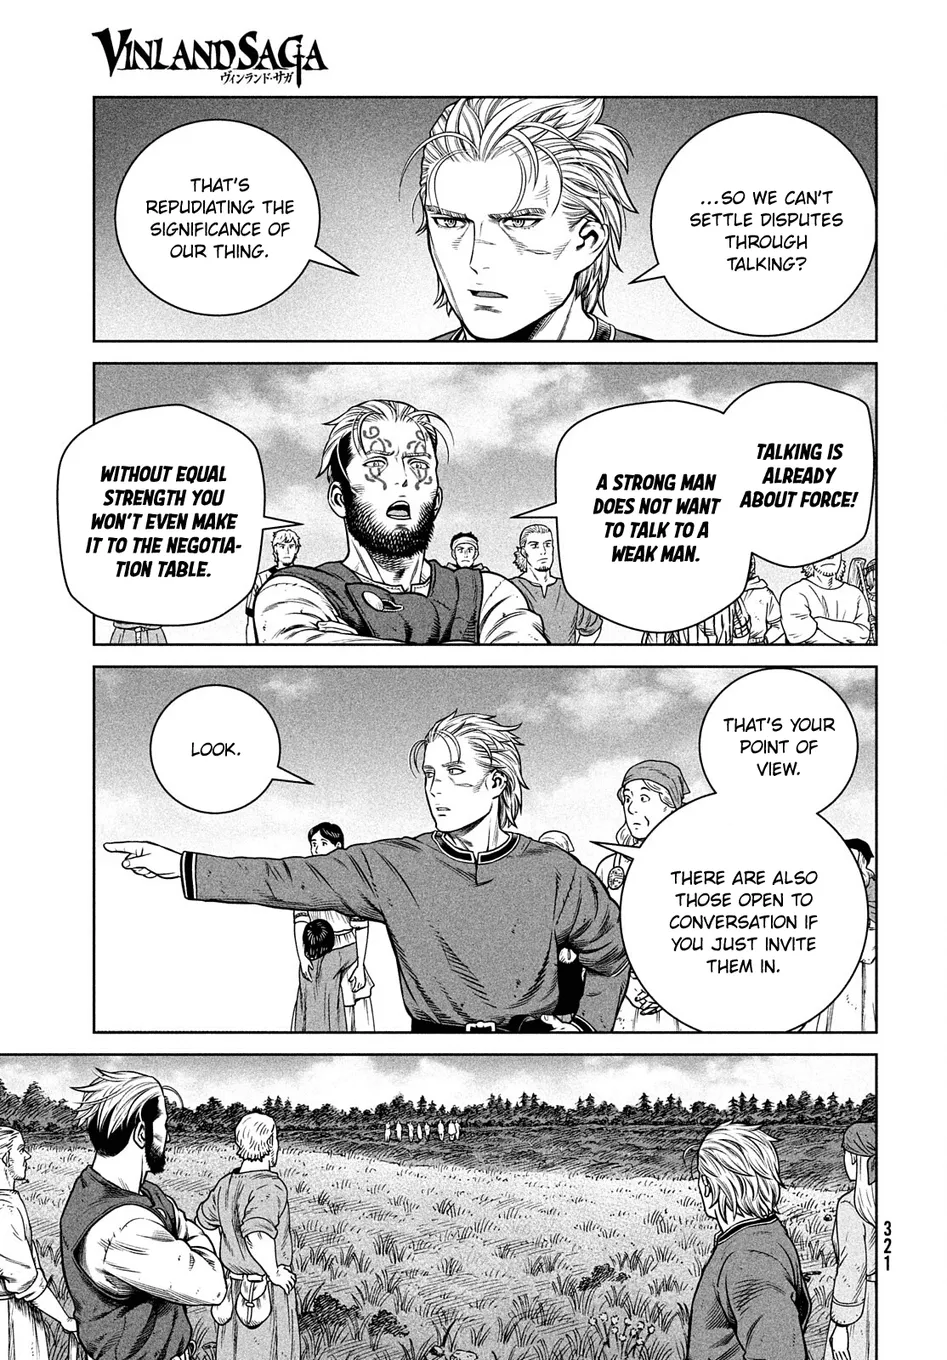 VINLAND SAGA
ヴィンランド・サガ
...SO WE CAN'T
SETTLE DISPUTES
THROUGH
TALKING?
THAT'S
REPUDIATING THE
SIGNIFICANCE OF
OUR THING.
TALKING IS
ALREADY
ABOUT FORCE!
A STRONG MAN
DOES NOT WANT
TO TALK TO A
WEAK MAN.
WITHOUT EQUAL
STRENGTH YOU
WON'T EVEN MAKE
IT TO THE NEGOTIA-
TION TABLE.
THAT'S YOUR
POINT OF
VIEW.
THERE ARE ALSO
THOSE OPEN TO
CONVERSATION IF
YOU JUST INVITE
THEM IN.
LOOK.
321